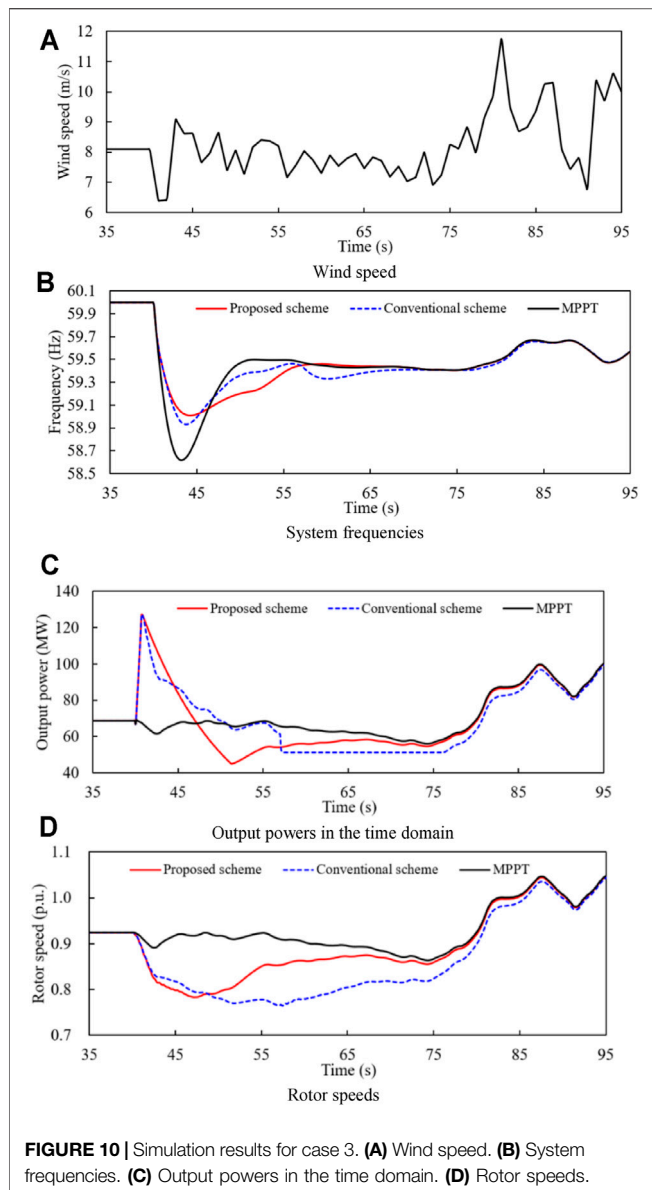 A
12
11
10
9
8
7
6
Wind speed (m/s)
35 45 55 65 75 85 95
Time (s)
Wind speed
B
60.1
59.9
59.7
59.5
59.3
59.1
58.9
58.7
58.5
Frequency (Hz)
Proposed scheme Conventional scheme MPPT
35 45 55 65 75 85 95
Time (s)
System frequencies
C
140
120
100
80
60
40
Output power (MW)
Proposed scheme Conventional scheme MPPT
35 45 55 65 75 85 95
Time (s)
Output powers in the time domain
D
1.1
1.0
0.9
0.8
0.7
Rotor speed (p.u.)
Proposed scheme Conventional scheme MPPT
35 45 55 65 75 85 95
Time (s)
Rotor speeds
FIGURE 10 | Simulation results for case 3. (A) Wind speed. (B) System
frequencies. (C) Output powers in the time domain. (D) Rotor speeds.